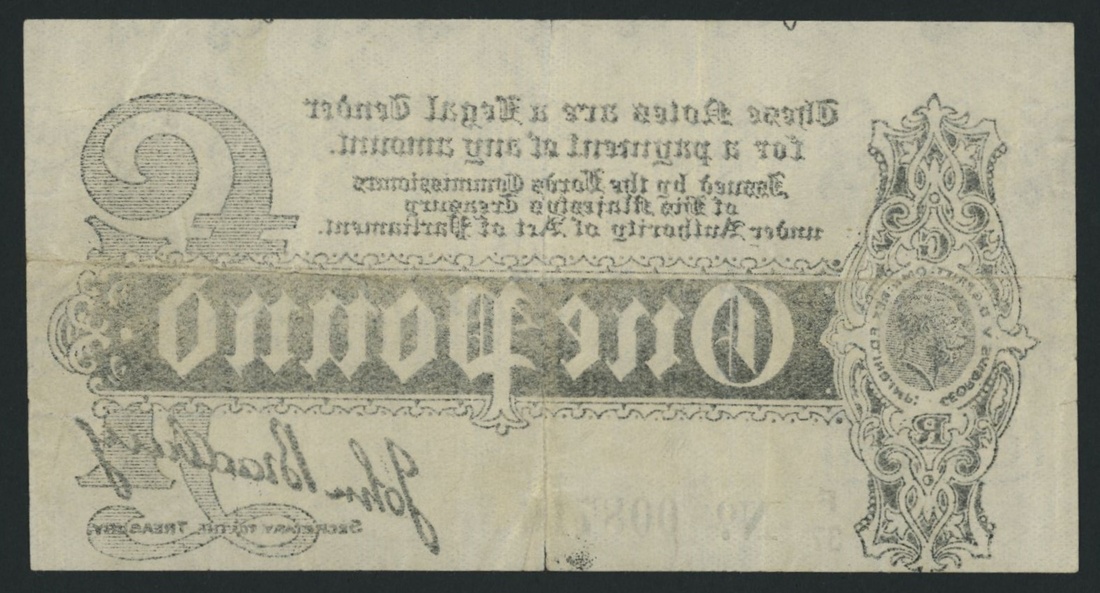 These Notes are a Legal Tender
for a payment of any amount.
Issued by the Lords Commissioners
of His Majesty's Treasury
under Authority of Act of Parliament.
G
One Pound
R
John Bradbury
SECRETARY TO THE TREASURY.
£1